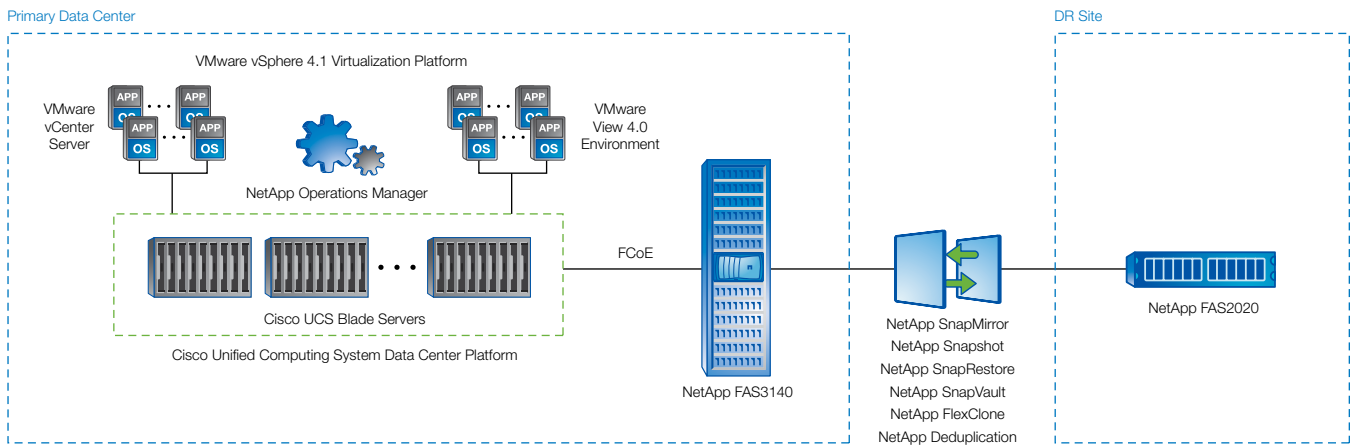 Primary Data Center
DR Site
VMware vSphere 4.1 Virtualization Platform
VMware
vCenter
Server
APP
APP
OS
APP
APP
OS
OS
APP
APP
OS
APP
APP
OS
OS
VMware
View 4.0
Environment
NetApp Operations Manager
FCoE
Cisco UCS Blade Servers
Cisco Unified Computing System Data Center Platform
NetApp FAS3140
NetApp SnapMirror
NetApp Snapshot
NetApp SnapRestore
NetApp SnapVault
NetApp FlexClone
NetApp Deduplication
NetApp FAS2020